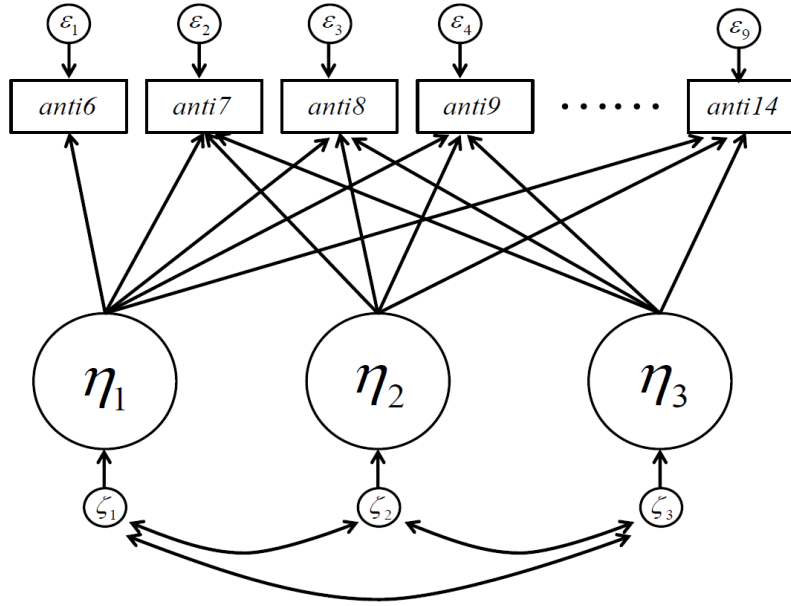 ε₁ ε₂ ε₃ ε₄ ε₉
anti6 anti7 anti8 anti9 ...... anti14
η₁ η₂ η₃
ζ₁ ζ₂ ζ₃